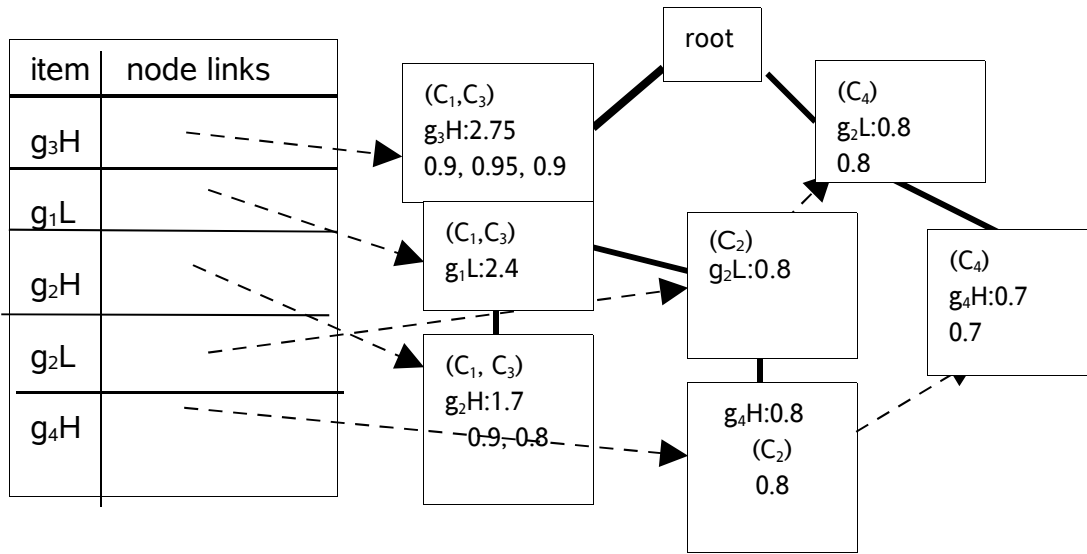 item node links
g₃H
g₁L
g₂H
g₂L
g₄H
root
(C₁,C₃)
g₃H:2.75
0.9, 0.95, 0.9
(C₁,C₃)
g₁L:2.4
(C₁, C₃)
g₂H:1.7
0.9, 0.8
(C₂)
g₂L:0.8
g₄H:0.8
(C₂)
0.8
(C₄)
g₂L:0.8
0.8
(C₄)
g₄H:0.7
0.7